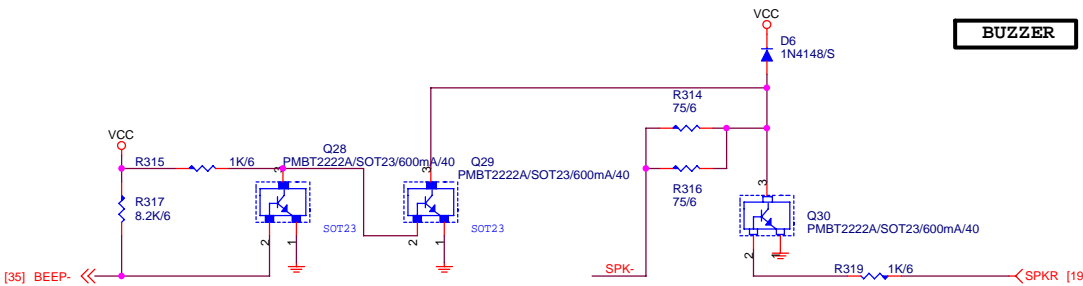 VCC
BUZZER
D6
1N4148/S
R314
75/6
VCC
R315
1K/6
Q28
PMBT2222A/SOT23/600mA/40
Q29
PMBT2222A/SOT23/600mA/40
3
3
R317
8.2K/6
R316
75/6
3
SOT23
SOT23
Q30
PMBT2222A/SOT23/600mA/40
2
1
2
1
2
1
[35] BEEP-
SPK-
R319
1K/6
SPKR [19